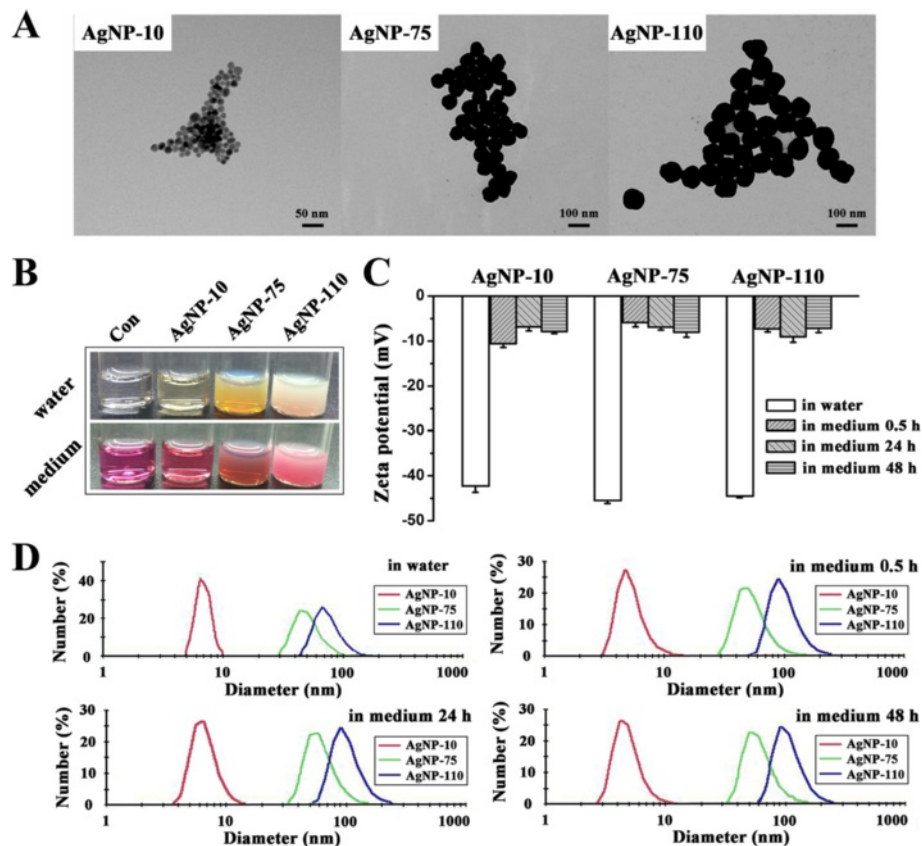 A
AgNP-10
AgNP-75
AgNP-110
50 nm
100 nm
100 nm
B
Con
AgNP-10
AgNP-75
AgNP-110
water
medium
C
AgNP-10
AgNP-75
AgNP-110
Zeta potential (mV)
0
-10
-20
-30
-40
-50
in water
in medium 0.5 h
in medium 24 h
in medium 48 h
D
in water
Number (%)
40
20
0
AgNP-10
AgNP-75
AgNP-110
1 10 100 1000
Diameter (nm)
in medium 0.5 h
Number (%)
30
20
10
0
AgNP-10
AgNP-75
AgNP-110
1 10 100 1000
Diameter (nm)
in medium 24 h
Number (%)
30
20
10
0
AgNP-10
AgNP-75
AgNP-110
1 10 100 1000
Diameter (nm)
in medium 48 h
Number (%)
30
20
10
0
AgNP-10
AgNP-75
AgNP-110
1 10 100 1000
Diameter (nm)